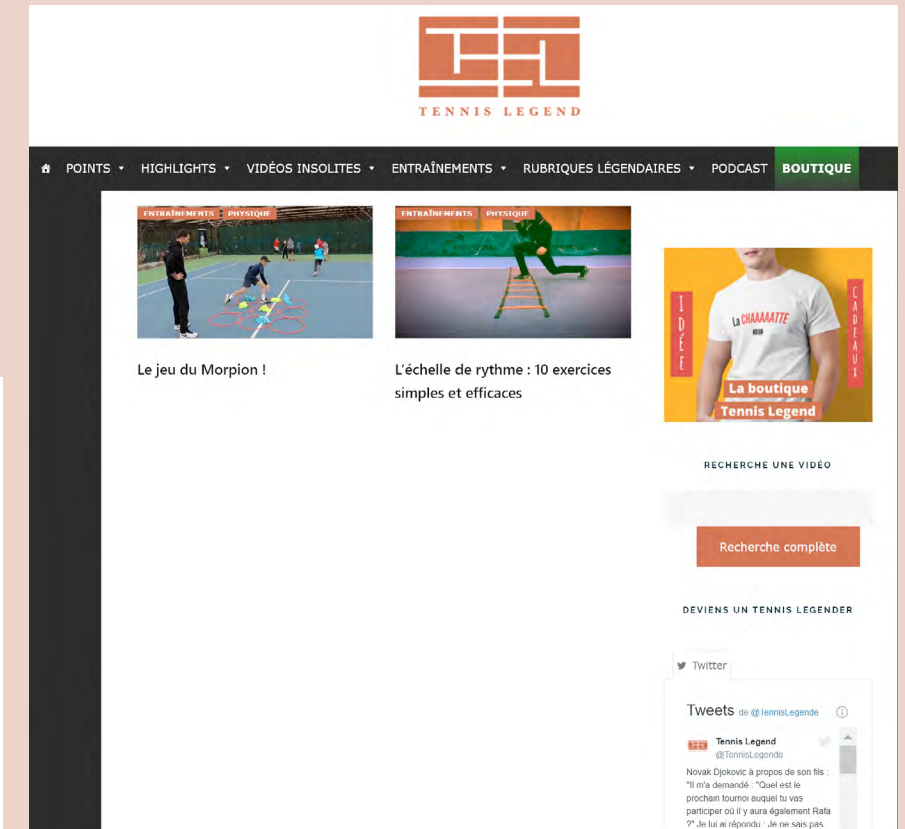 TENNIS LEGEND
POINTS HIGHLIGHTS VIDÉOS INSOLITES ENTRAÎNEMENTS RUBRIQUES LÉGENDAIRES PODCAST BOUTIQUE
ENTRAÎNEMENTS PHYSIQUE
Le jeu du Morpion !
ENTRAÎNEMENTS PHYSIQUE
L'échelle de rythme : 10 exercices
simples et efficaces
IDÉE
La CHAAAAATTE
CADEAUX
La boutique
Tennis Legend
RECHERCHE UNE VIDÉO
Recherche complète
DEVIENS UN TENNIS LEGENDER
Twitter
Tweets de @TennisLegende
Tennis Legend
@TennisLegende
Novak Djokovic à propos de son fils :
"Il m'a demandé : "Quel est le
prochain tournoi auquel tu vas
participer où il y aura également Rafa
?" Je lui ai répondu : Je ne sais pas